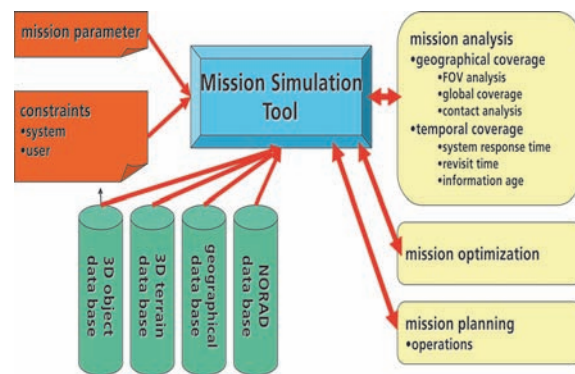 mission parameter
constraints
•system
•user
Mission Simulation
Tool
3D object
data base
3D terrain
data base
geographical
data base
NORAD
data base
mission analysis
•geographical coverage
•FOV analysis
•global coverage
•contact analysis
•temporal coverage
•system response time
•revisit time
•information age
mission optimization
mission planning
•operations